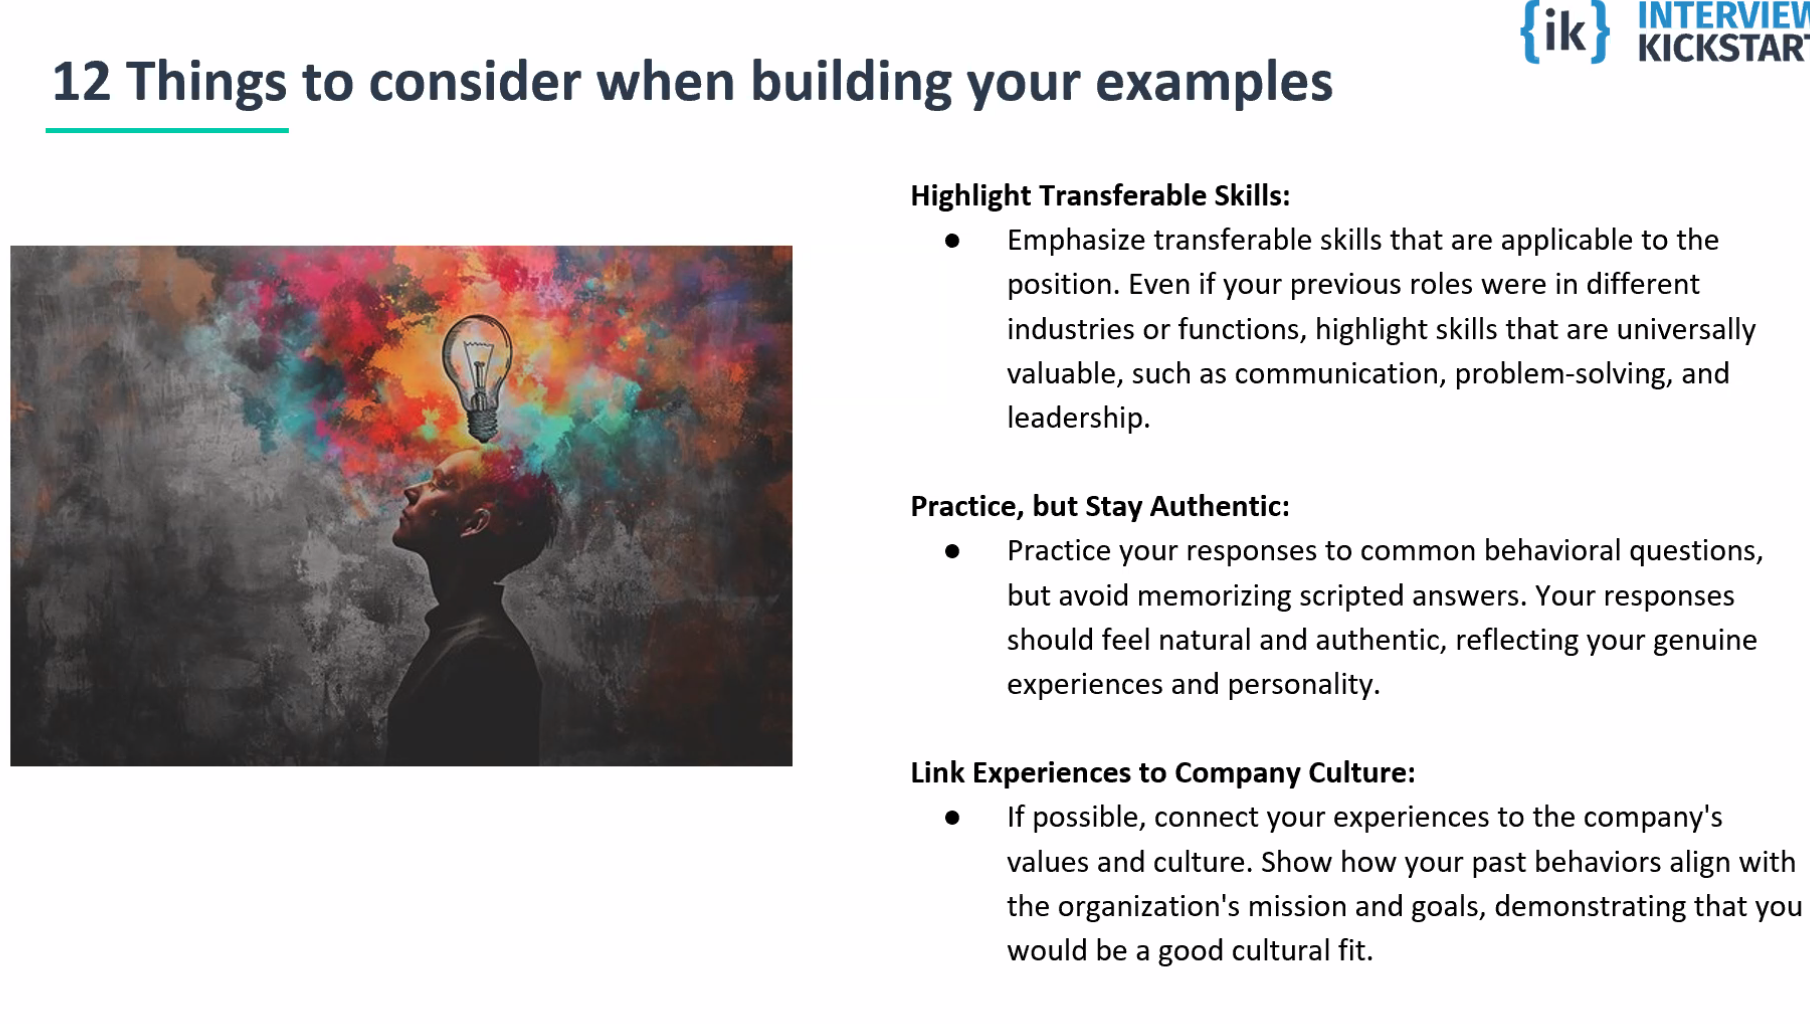 {ik} INTERVIEW
KICKSTART
12 Things to consider when building your examples
Highlight Transferable Skills:
● Emphasize transferable skills that are applicable to the
position. Even if your previous roles were in different
industries or functions, highlight skills that are universally
valuable, such as communication, problem-solving, and
leadership.
Practice, but Stay Authentic:
● Practice your responses to common behavioral questions,
but avoid memorizing scripted answers. Your responses
should feel natural and authentic, reflecting your genuine
experiences and personality.
Link Experiences to Company Culture:
● If possible, connect your experiences to the company's
values and culture. Show how your past behaviors align with
the organization's mission and goals, demonstrating that you
would be a good cultural fit.